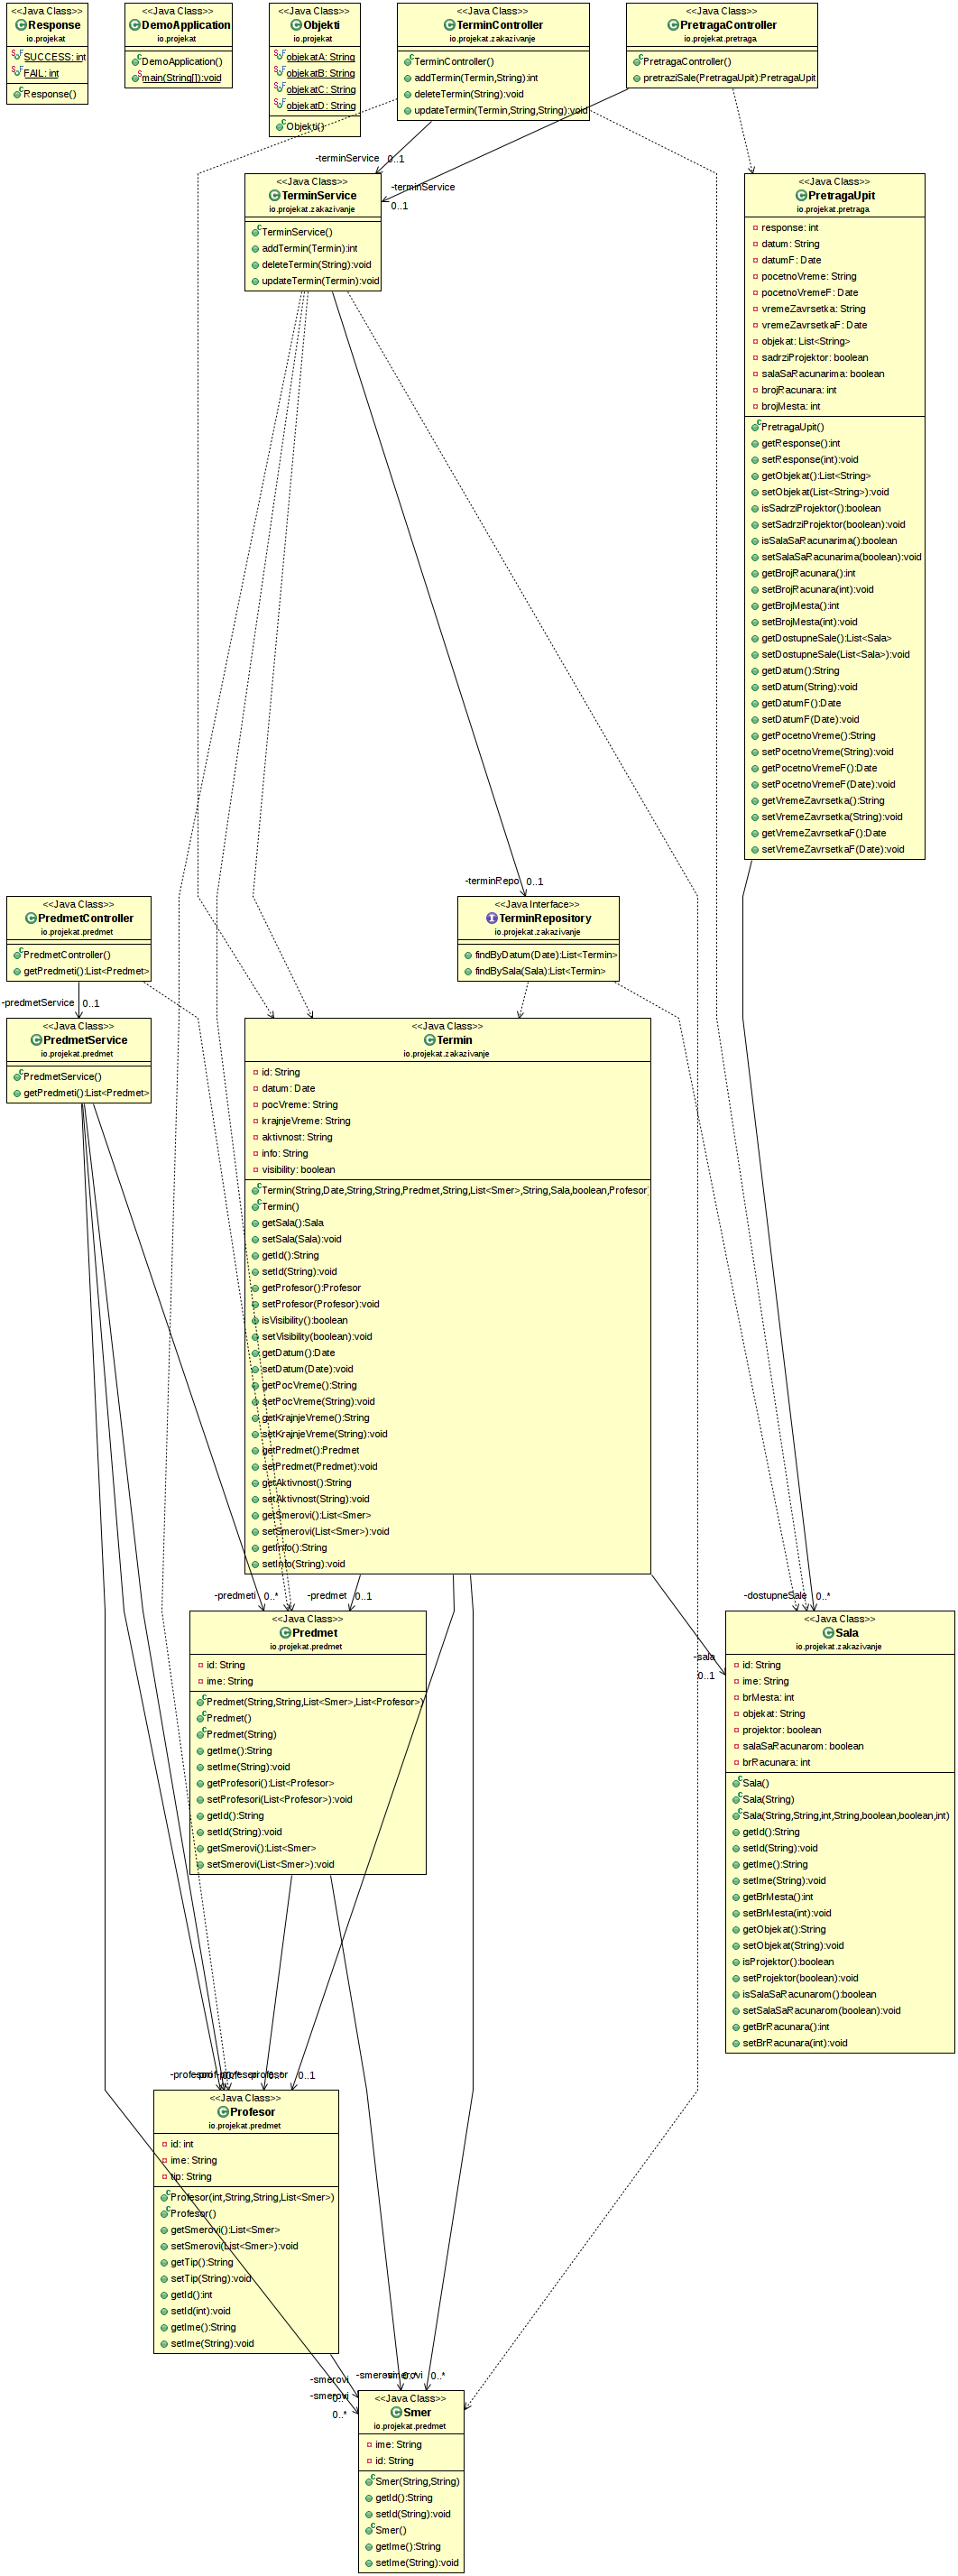 <<Java Class>>
Response
io.projekat
SUCCESS: int
FAIL: int
Response()
<<Java Class>>
DemoApplication
io.projekat
DemoApplication()
main(String[]):void
<<Java Class>>
Objekti
io.projekat
objekatA: String
objekatB: String
objekatC: String
objekatD: String
Objekti()
<<Java Class>>
TerminController
io.projekat.zakazivanje
TerminController()
addTermin(Termin,String):int
deleteTermin(String):void
updateTermin(Termin,String,String):void
<<Java Class>>
PretragaController
io.projekat.pretraga
PretragaController()
pretraziSale(PretragaUpit):PretragaUpit
-terminService 0..1
-terminService
0..1
<<Java Class>>
TerminService
io.projekat.zakazivanje
TerminService()
addTermin(Termin):int
deleteTermin(String):void
updateTermin(Termin):void
<<Java Class>>
PretragaUpit
io.projekat.pretraga
response: int
datum: String
datumF: Date
pocetnoVreme: String
pocetnoVremeF: Date
vremeZavrsetka: String
vremeZavrsetkaF: Date
objekat: List<String>
sadrziProjektor: boolean
salaSaRacunarima: boolean
brojRacunara: int
brojMesta: int
PretragaUpit()
getResponse():int
setResponse(int):void
getObjekat():List<String>
setObjekat(List<String>):void
isSadrziProjektor():boolean
setSadrziProjektor(boolean):void
isSalaSaRacunarima():boolean
setSalaSaRacunarima(boolean):void
getBrojRacunara():int
setBrojRacunara(int):void
getBrojMesta():int
setBrojMesta(int):void
getDostupneSale():List<Sala>
setDostupneSale(List<Sala>):void
getDatum():String
setDatum(String):void
getDatumF():Date
setDatumF(Date):void
getPocetnoVreme():String
setPocetnoVreme(String):void
getPocetnoVremeF():Date
setPocetnoVremeF(Date):void
getVremeZavrsetka():String
setVremeZavrsetka(String):void
getVremeZavrsetkaF():Date
setVremeZavrsetkaF(Date):void
-terminRepo 0..1
<<Java Class>>
PredmetController
io.projekat.predmet
PredmetController()
getPredmeti():List<Predmet>
<<Java Interface>>
TerminRepository
io.projekat.zakazivanje
findByDatum(Date):List<Termin>
findBySala(Sala):List<Termin>
-predmetService 0..1
<<Java Class>>
PredmetService
io.projekat.predmet
PredmetService()
getPredmeti():List<Predmet>
<<Java Class>>
Termin
io.projekat.zakazivanje
id: String
datum: Date
pocVreme: String
krajnjeVreme: String
aktivnost: String
info: String
visibility: boolean
Termin(String,Date,String,String,Predmet,String,List<Smer>,String,Sala,boolean,Profesor)
Termin()
getSala():Sala
setSala(Sala):void
getId():String
setId(String):void
getProfesor():Profesor
setProfesor(Profesor):void
isVisibility():boolean
setVisibility(boolean):void
getDatum():Date
setDatum(Date):void
getPocVreme():String
setPocVreme(String):void
getKrajnjeVreme():String
setKrajnjeVreme(String):void
getPredmet():Predmet
setPredmet(Predmet):void
getAktivnost():String
setAktivnost(String):void
getSmerovi():List<Smer>
setSmerovi(List<Smer>):void
getInfo():String
setInfo(String):void
-predmeti 0..*
-predmet 0..1
-dostupneSale 0..*
-sala
0..1
<<Java Class>>
Predmet
io.projekat.predmet
id: String
ime: String
Predmet(String,String,List<Smer>,List<Profesor>)
Predmet()
Predmet(String)
getIme():String
setIme(String):void
getProfesori():List<Profesor>
setProfesori(List<Profesor>):void
getId():String
setId(String):void
getSmerovi():List<Smer>
setSmerovi(List<Smer>):void
<<Java Class>>
Sala
io.projekat.zakazivanje
id: String
ime: String
brMesta: int
objekat: String
projektor: boolean
salaSaRacunarom: boolean
brRacunara: int
Sala()
Sala(String)
Sala(String,String,int,String,boolean,boolean,int)
getId():String
setId(String):void
getIme():String
setIme(String):void
getBrMesta():int
setBrMesta(int):void
getObjekat():String
setObjekat(String):void
isProjektor():boolean
setProjektor(boolean):void
isSalaSaRacunarom():boolean
setSalaSaRacunarom(boolean):void
getBrRacunara():int
setBrRacunara(int):void
0..1
<<Java Class>>
Profesor
io.projekat.predmet
id: int
ime: String
tip: String
Profesor(int,String,String,List<Smer>)
Profesor()
getSmerovi():List<Smer>
setSmerovi(List<Smer>):void
getTip():String
setTip(String):void
getId():int
setId(int):void
getIme():String
setIme(String):void
-smerovi
-smerovi
0..*
0..*
<<Java Class>>
Smer
io.projekat.predmet
ime: String
id: String
Smer(String,String)
getId():String
setId(String):void
Smer()
getIme():String
setIme(String):void